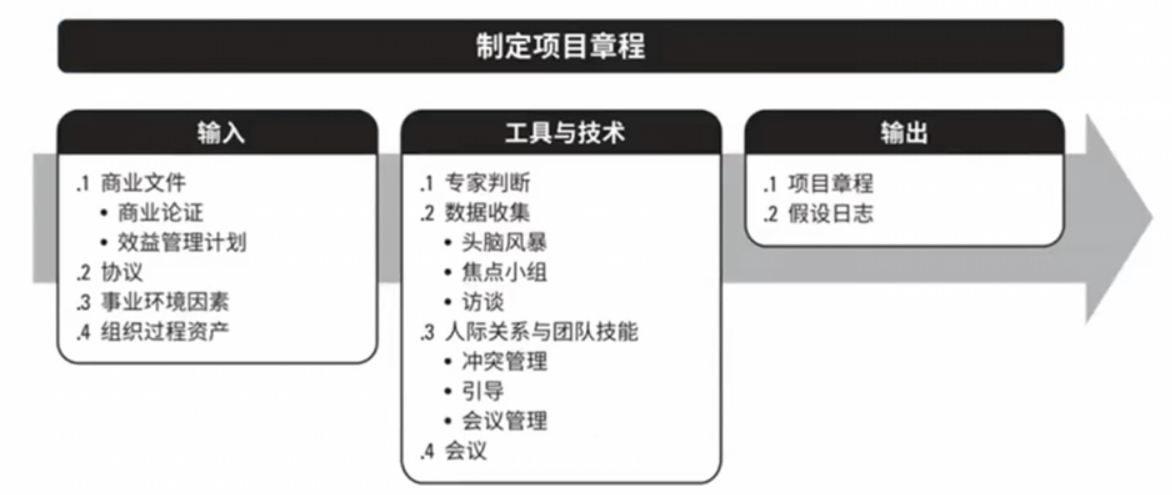 制定项目章程
输入
.1 商业文件
• 商业论证
• 效益管理计划
.2 协议
.3 事业环境因素
.4 组织过程资产
工具与技术
.1 专家判断
.2 数据收集
• 头脑风暴
• 焦点小组
• 访谈
.3 人际关系与团队技能
• 冲突管理
• 引导
• 会议管理
.4 会议
输出
.1 项目章程
.2 假设日志